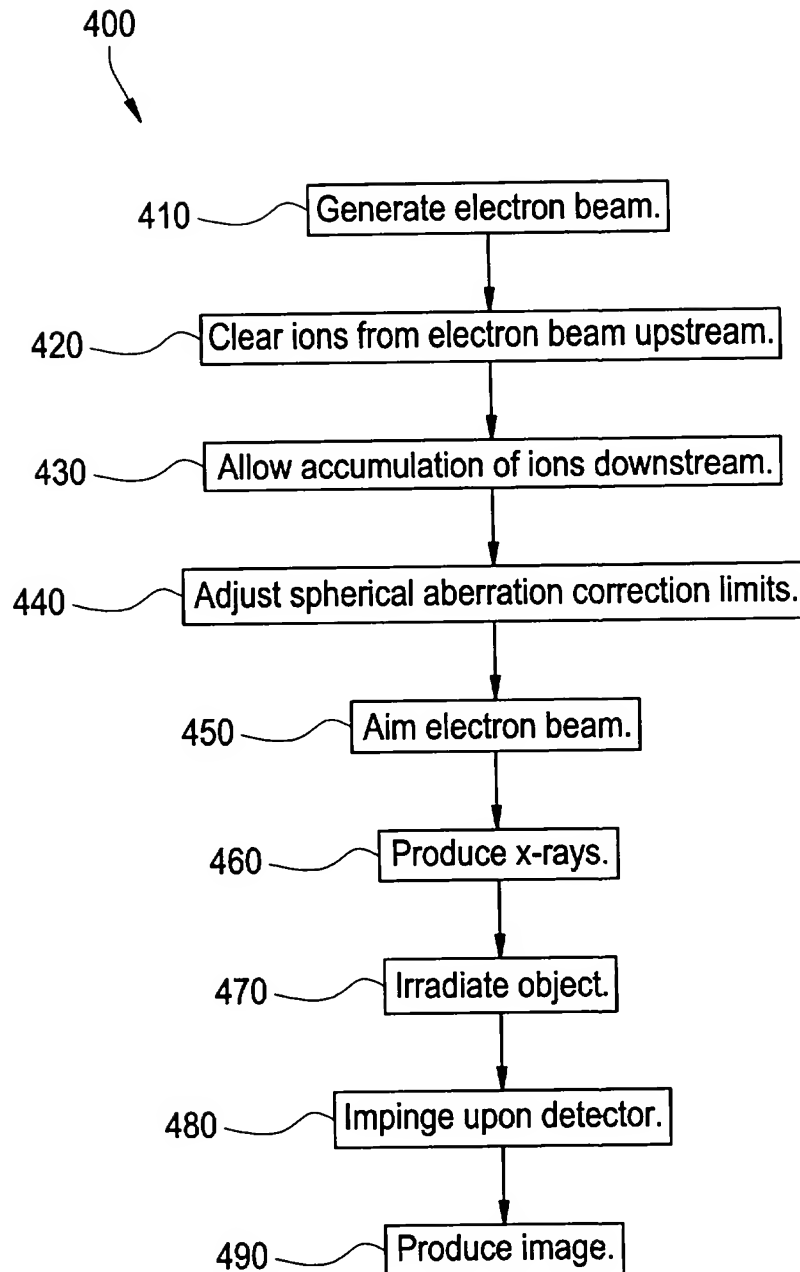 400
410 Generate electron beam.
420 Clear ions from electron beam upstream.
430 Allow accumulation of ions downstream.
440 Adjust spherical aberration correction limits.
450 Aim electron beam.
460 Produce x-rays.
470 Irradiate object.
480 Impinge upon detector.
490 Produce image.